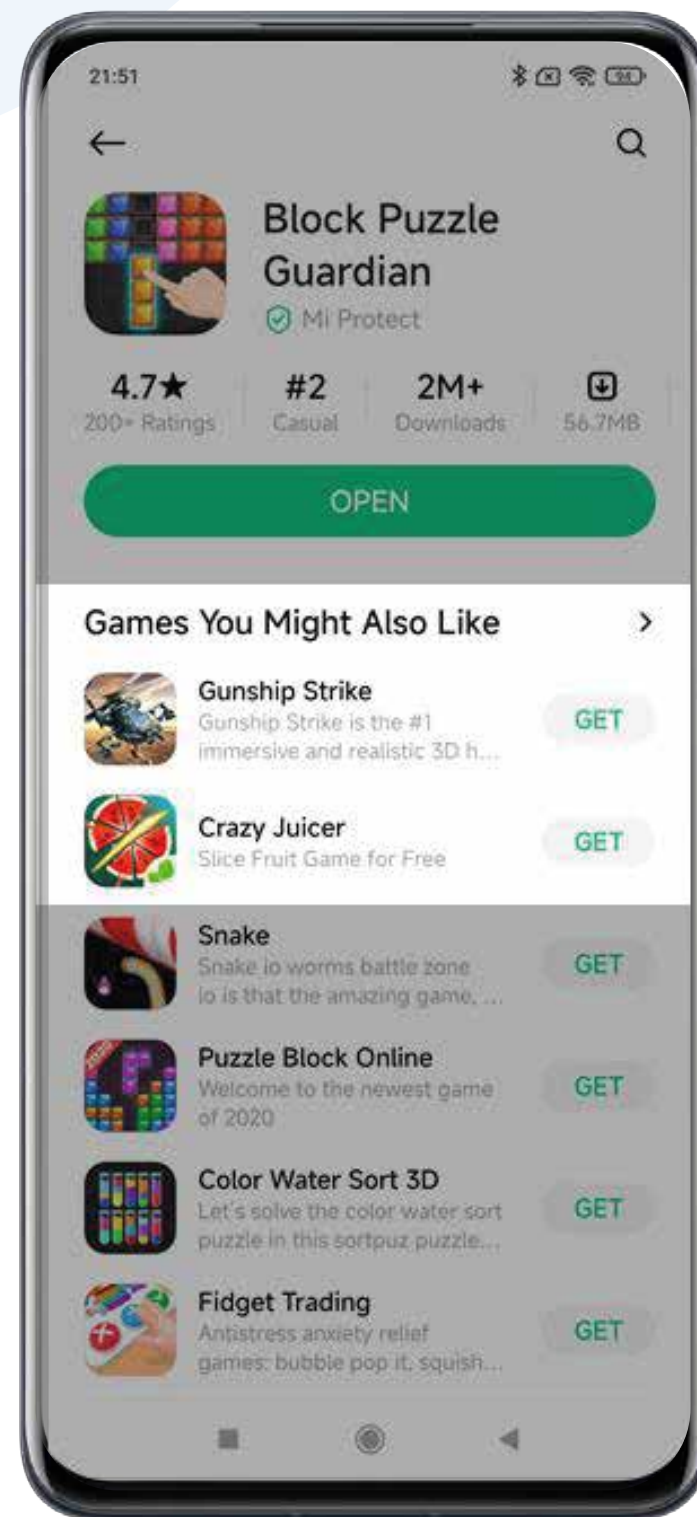 21:51
94
Block Puzzle
Guardian
Mi Protect
4.7★
#2
2M+
200+ Ratings
Casual
Downloads
56.7MB
OPEN
Games You Might Also Like
Gunship Strike
Gunship Strike is the #1
immersive and realistic 3D h...
GET
Crazy Juicer
Slice Fruit Game for Free
GET
Snake
Snake io worms battle zone
io is that the amazing game, ...
GET
Puzzle Block Online
Welcome to the newest game
of 2020
GET
Color Water Sort 3D
Let's solve the color water sort
puzzle in this sortpuz puzzle...
GET
Fidget Trading
Antistress anxiety relief
games: bubble pop it, squish...
GET